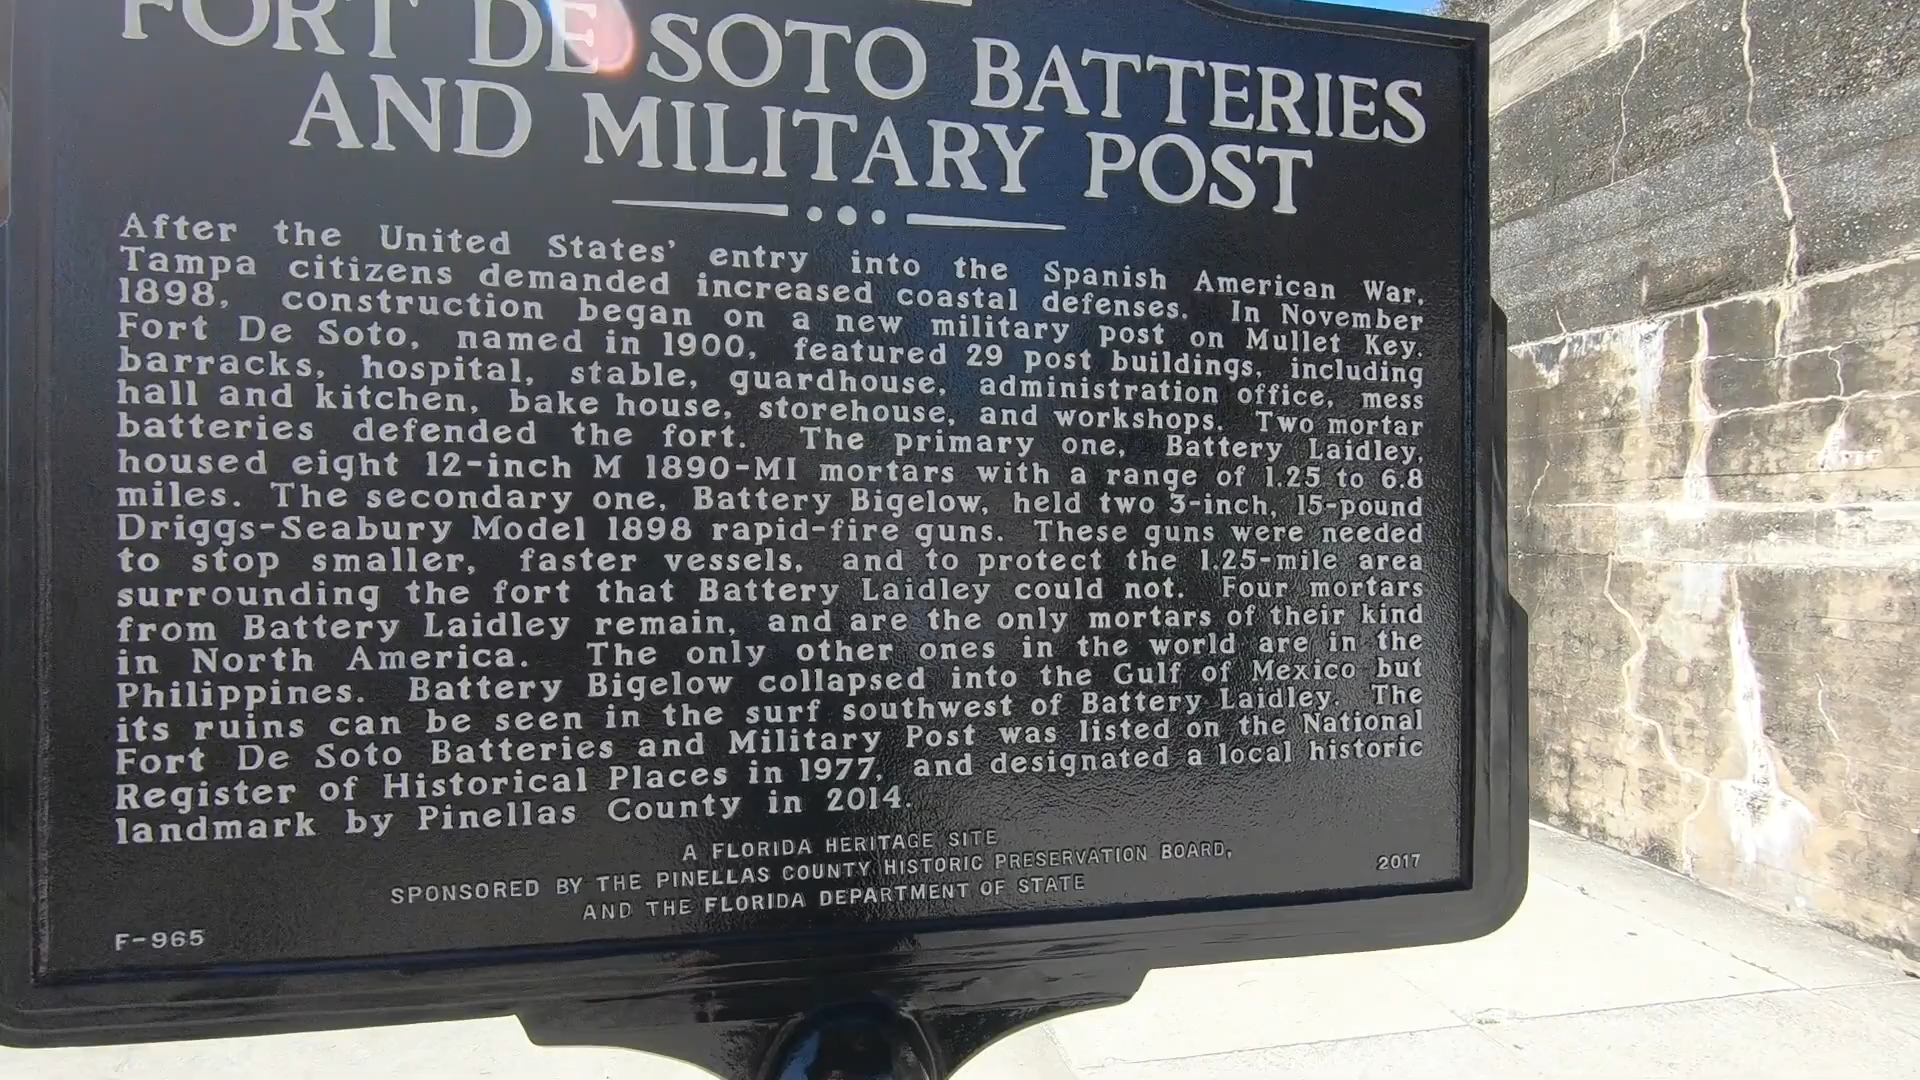 FORT DE SOTO BATTERIES
AND MILITARY POST
After the United States' entry into the Spanish American War,
Tampa citizens demanded increased coastal defenses. In November
1898, construction began on a new military post on Mullet Key.
Fort De Soto, named in 1900, featured 29 post buildings, including
barracks, hospital, stable, guardhouse, administration office, mess
hall and kitchen, bake house, storehouse, and workshops. Two mortar
batteries defended the fort. The primary one, Battery Laidley,
housed eight 12-inch M 1890-MI mortars with a range of 1.25 to 6.8
miles. The secondary one, Battery Bigelow, held two 3-inch, 15-pound
Driggs-Seabury Model 1898 rapid-fire guns. These guns were needed
to stop smaller, faster vessels, and to protect the 1.25-mile area
surrounding the fort that Battery Laidley could not. Four mortars
from Battery Laidley remain, and are the only mortars of their kind
in North America. The only other ones in the world are in the
Philippines. Battery Bigelow collapsed into the Gulf of Mexico but
its ruins can be seen in the surf southwest of Battery Laidley. The
Fort De Soto Batteries and Military Post was listed on the National
Register of Historical Places in 1977, and designated a local historic
landmark by Pinellas County in 2014.
A FLORIDA HERITAGE SITE
SPONSORED BY THE PINELLAS COUNTY HISTORIC PRESERVATION BOARD,
AND THE FLORIDA DEPARTMENT OF STATE
2017
F-965